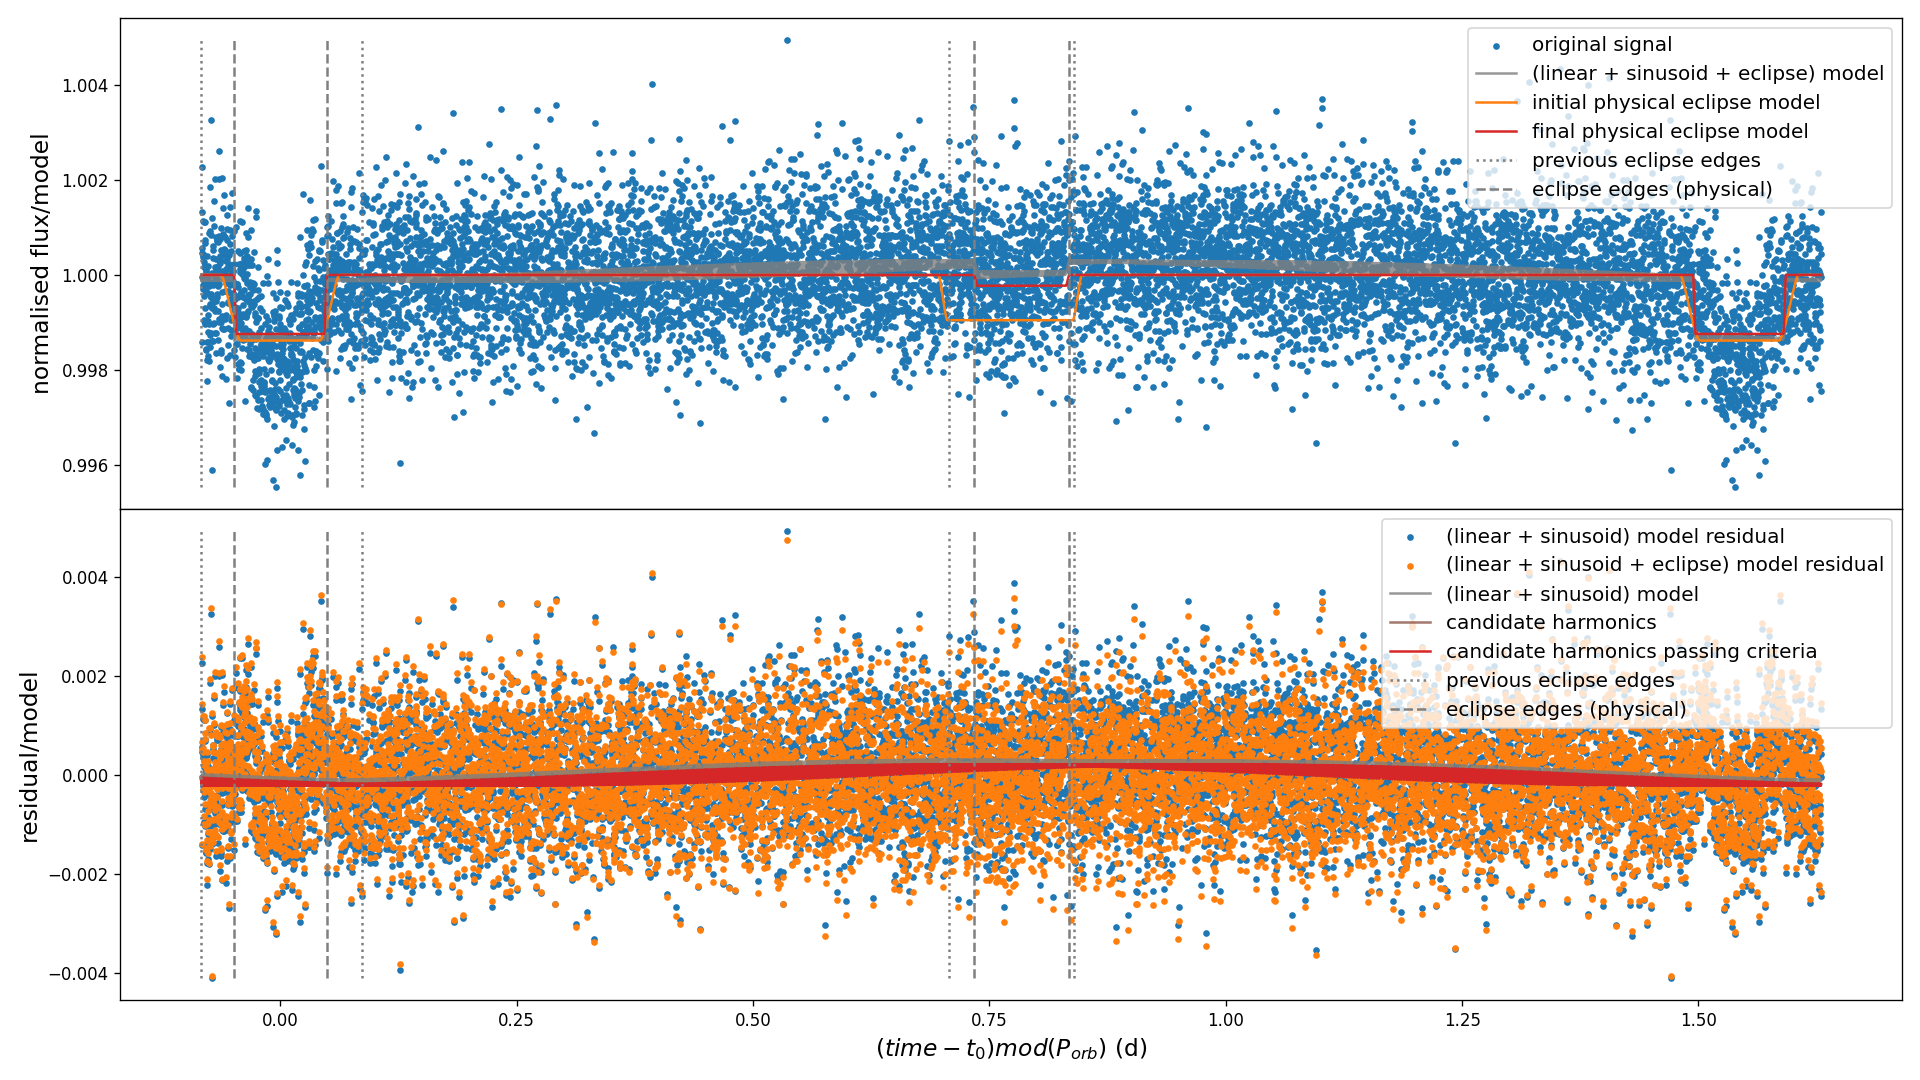 normalised flux/model
1.004
1.002
1.000
0.998
0.996
original signal
(linear + sinusoid + eclipse) model
initial physical eclipse model
final physical eclipse model
previous eclipse edges
eclipse edges (physical)
residual/model
0.004
0.002
0.000
−0.002
−0.004
(linear + sinusoid) model residual
(linear + sinusoid + eclipse) model residual
(linear + sinusoid) model
candidate harmonics
candidate harmonics passing criteria
previous eclipse edges
eclipse edges (physical)
0.00 0.25 0.50 0.75 1.00 1.25 1.50
(time − t₀)mod(P_orb) (d)